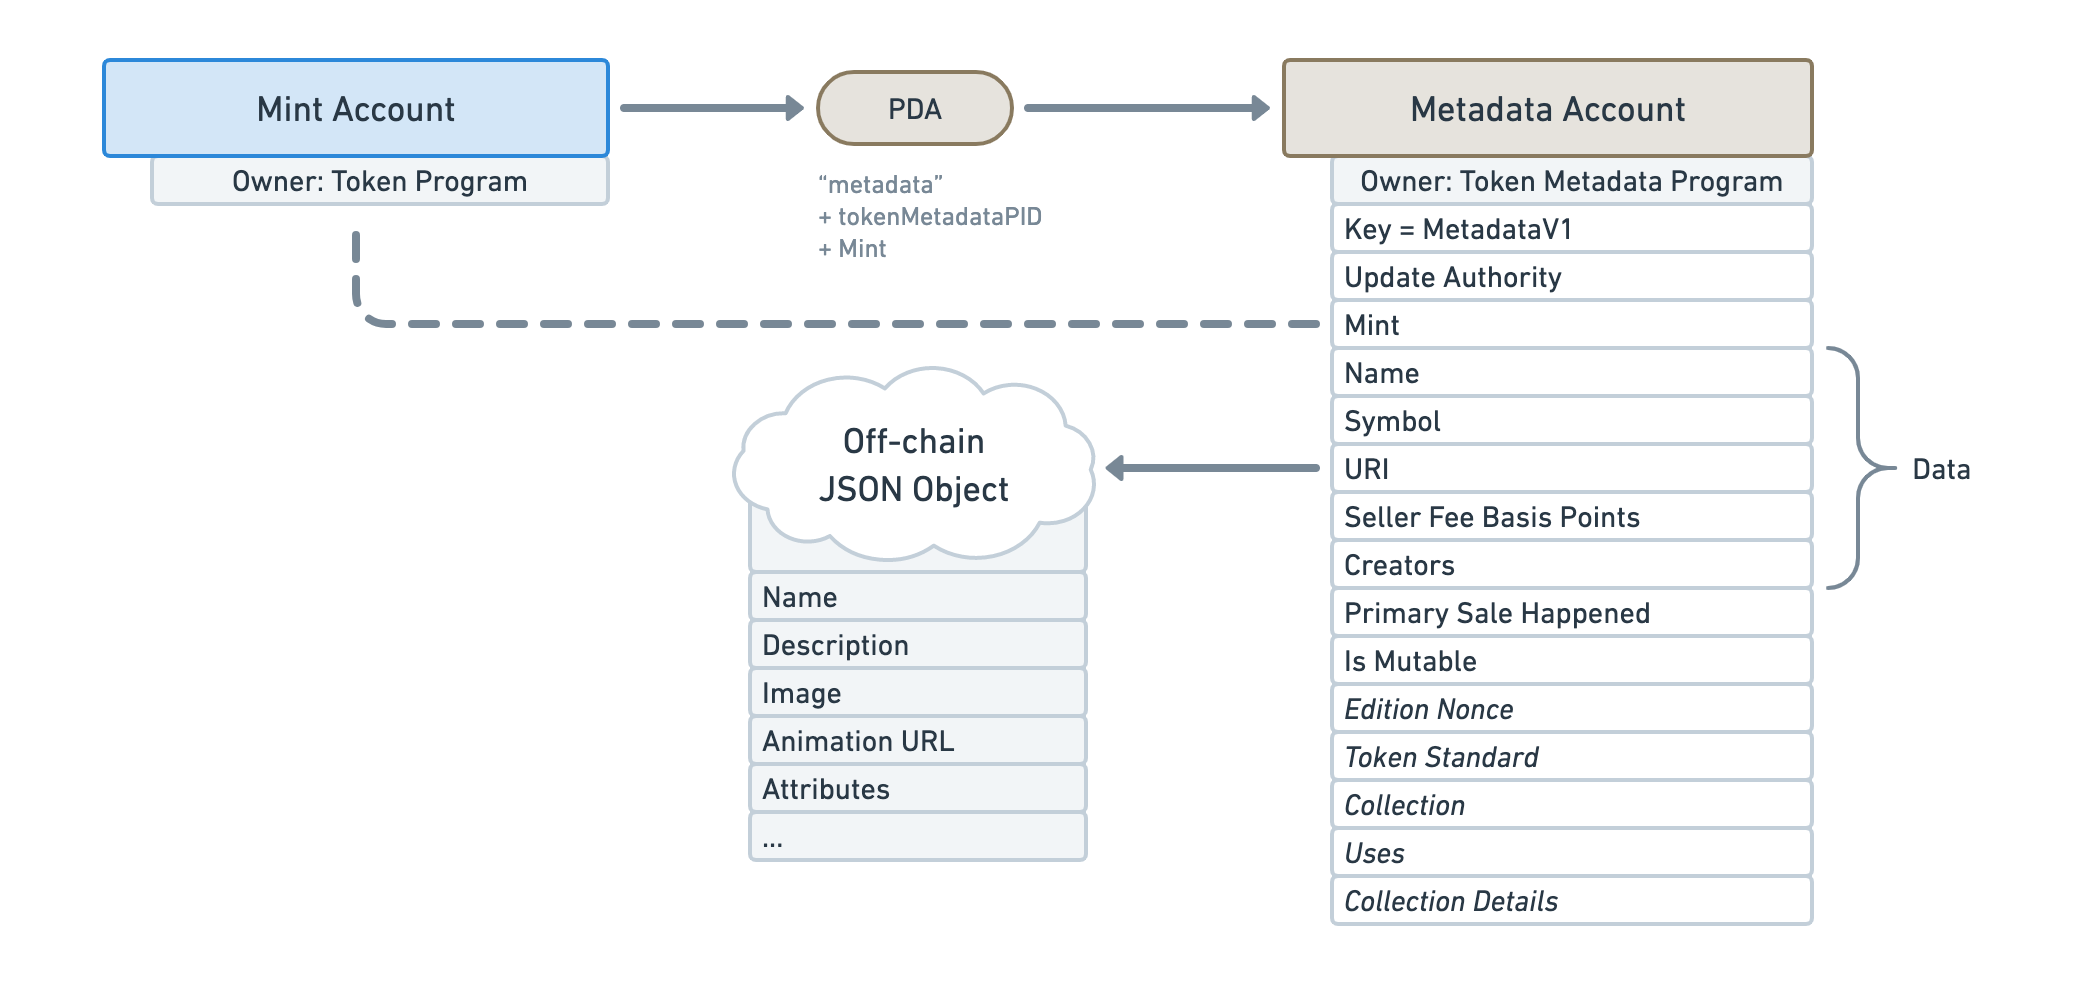 Mint Account
Owner: Token Program
PDA
“metadata”
+ tokenMetadataPID
+ Mint
Metadata Account
Owner: Token Metadata Program
Key = MetadataV1
Update Authority
Mint
Name
Symbol
URI
Seller Fee Basis Points
Creators
Primary Sale Happened
Is Mutable
Edition Nonce
Token Standard
Collection
Uses
Collection Details
Data
Off-chain
JSON Object
Name
Description
Image
Animation URL
Attributes
...